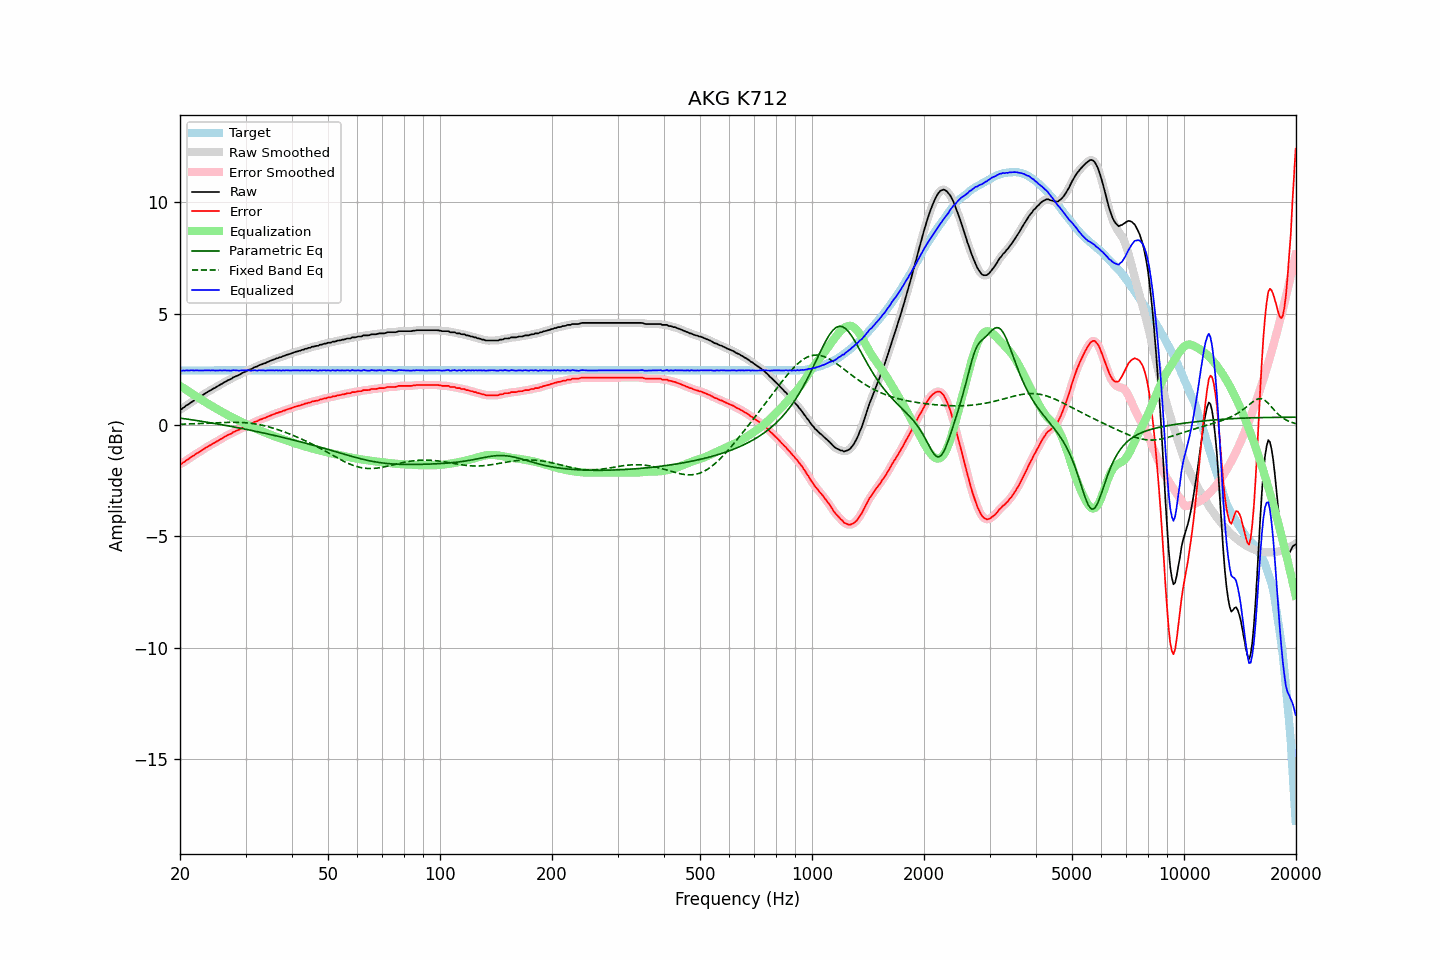 AKG K712
Target
Raw Smoothed
Error Smoothed
Raw
Error
Equalization
Parametric Eq
Fixed Band Eq
Equalized
10
5
0
−5
−10
−15
Amplitude (dBr)
20 50 100 200 500 1000 2000 5000 10000 20000
Frequency (Hz)